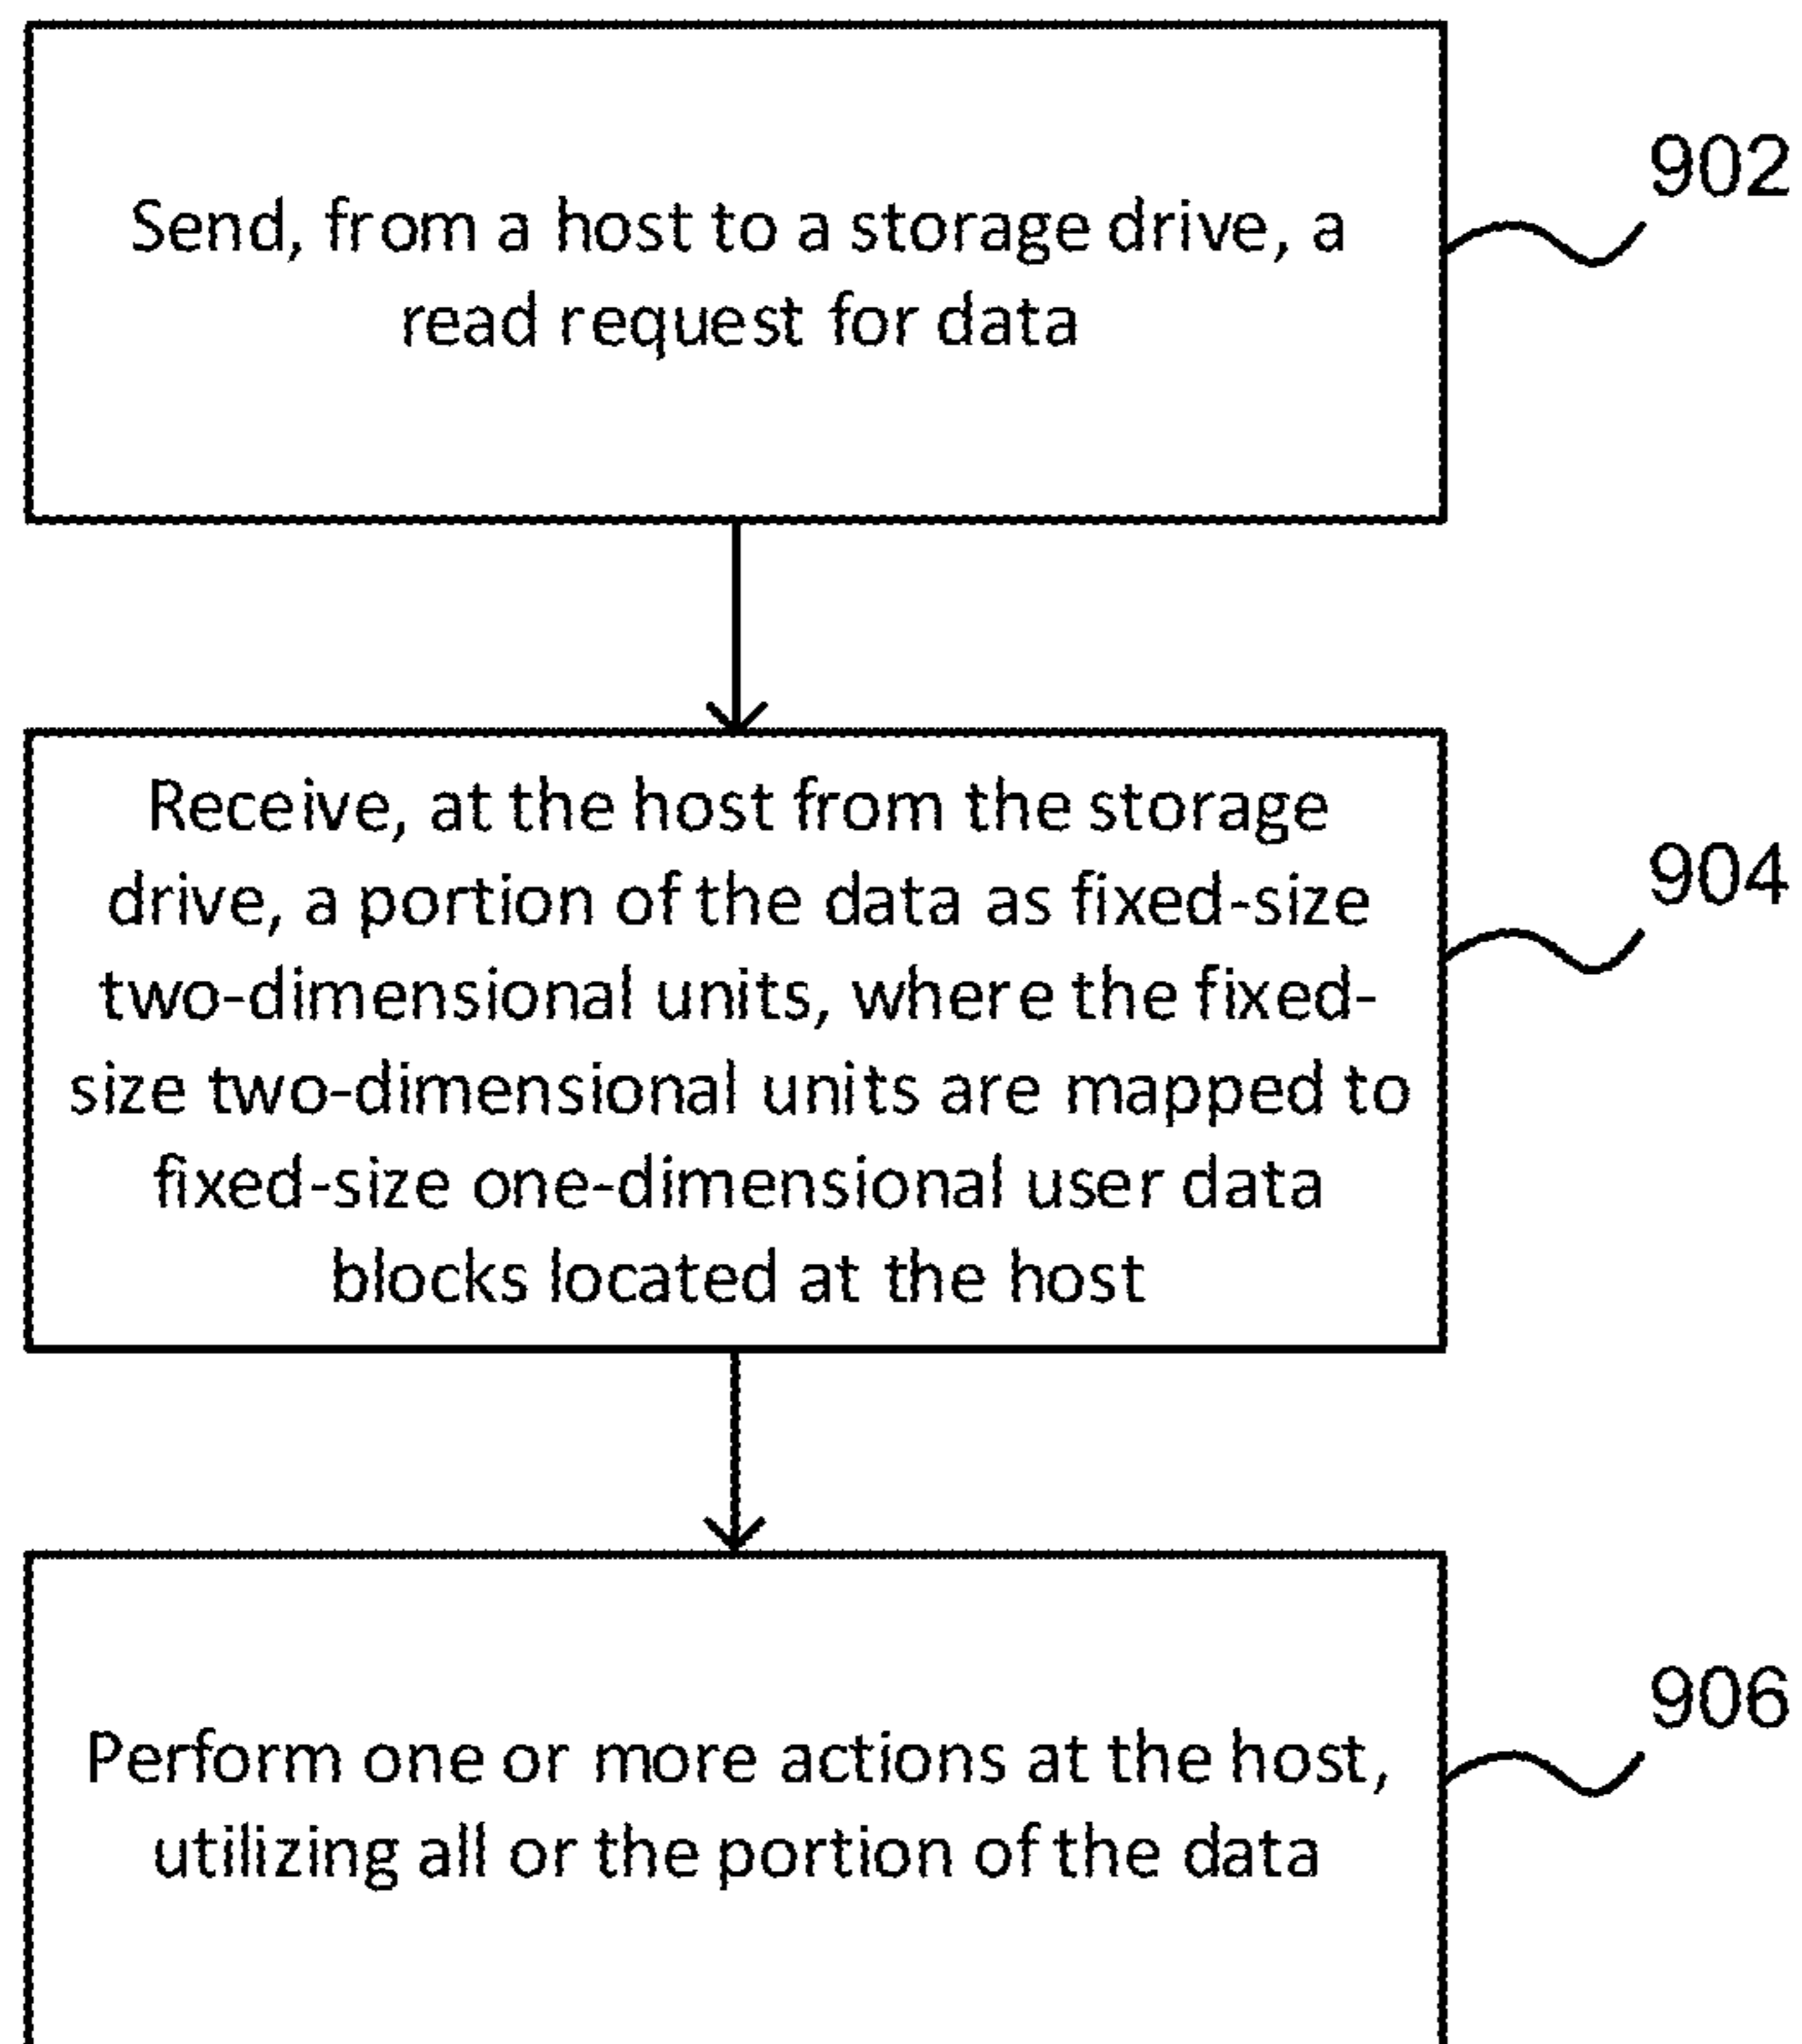 Send, from a host to a storage drive, a
read request for data
902
Receive, at the host from the storage
drive, a portion of the data as fixed-size
two-dimensional units, where the fixed-
size two-dimensional units are mapped to
fixed-size one-dimensional user data
blocks located at the host
904
Perform one or more actions at the host,
utilizing all or the portion of the data
906